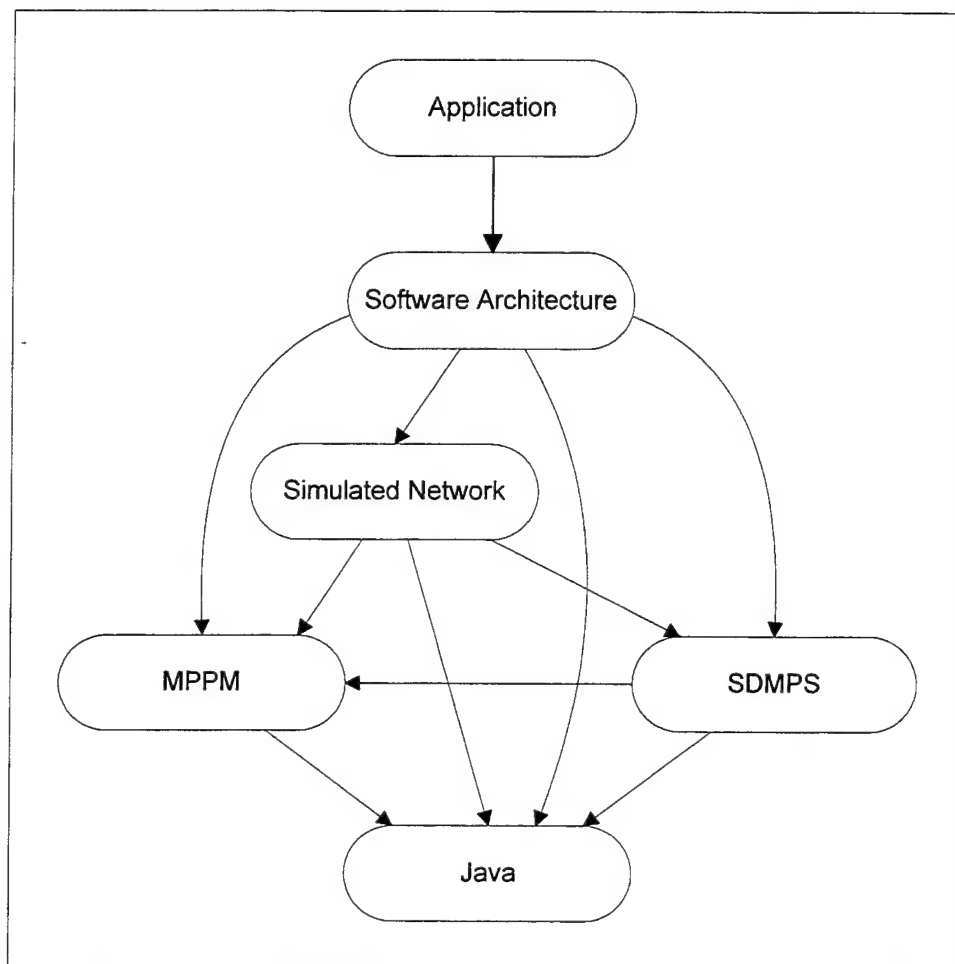 Application
Software Architecture
Simulated Network
MPPM
SDMPS
Java